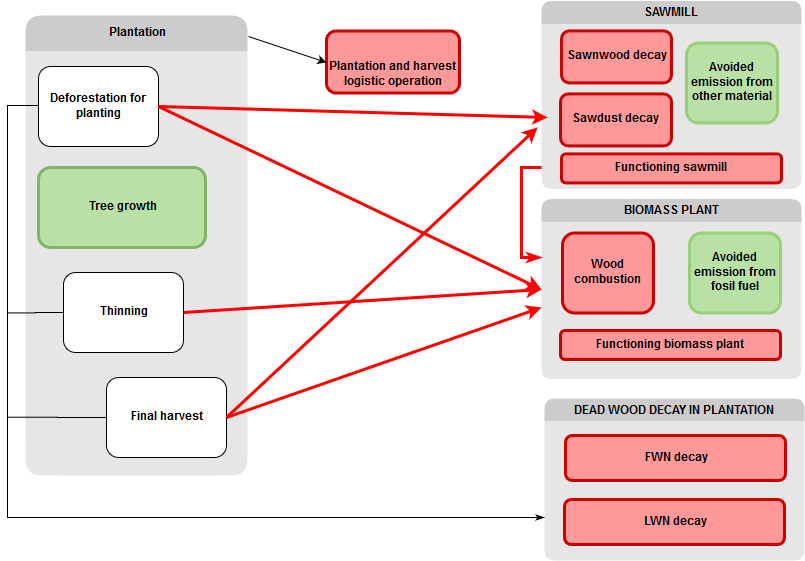 Plantation
Deforestation for
planting
Tree growth
Thinning
Final harvest
Plantation and harvest
logistic operation
SAWMILL
Sawnwood decay
Sawdust decay
Avoided
emission from
other material
Functioning sawmill
BIOMASS PLANT
Wood
combustion
Avoided
emission from
fosil fuel
Functioning biomass plant
DEAD WOOD DECAY IN PLANTATION
FWN decay
LWN decay